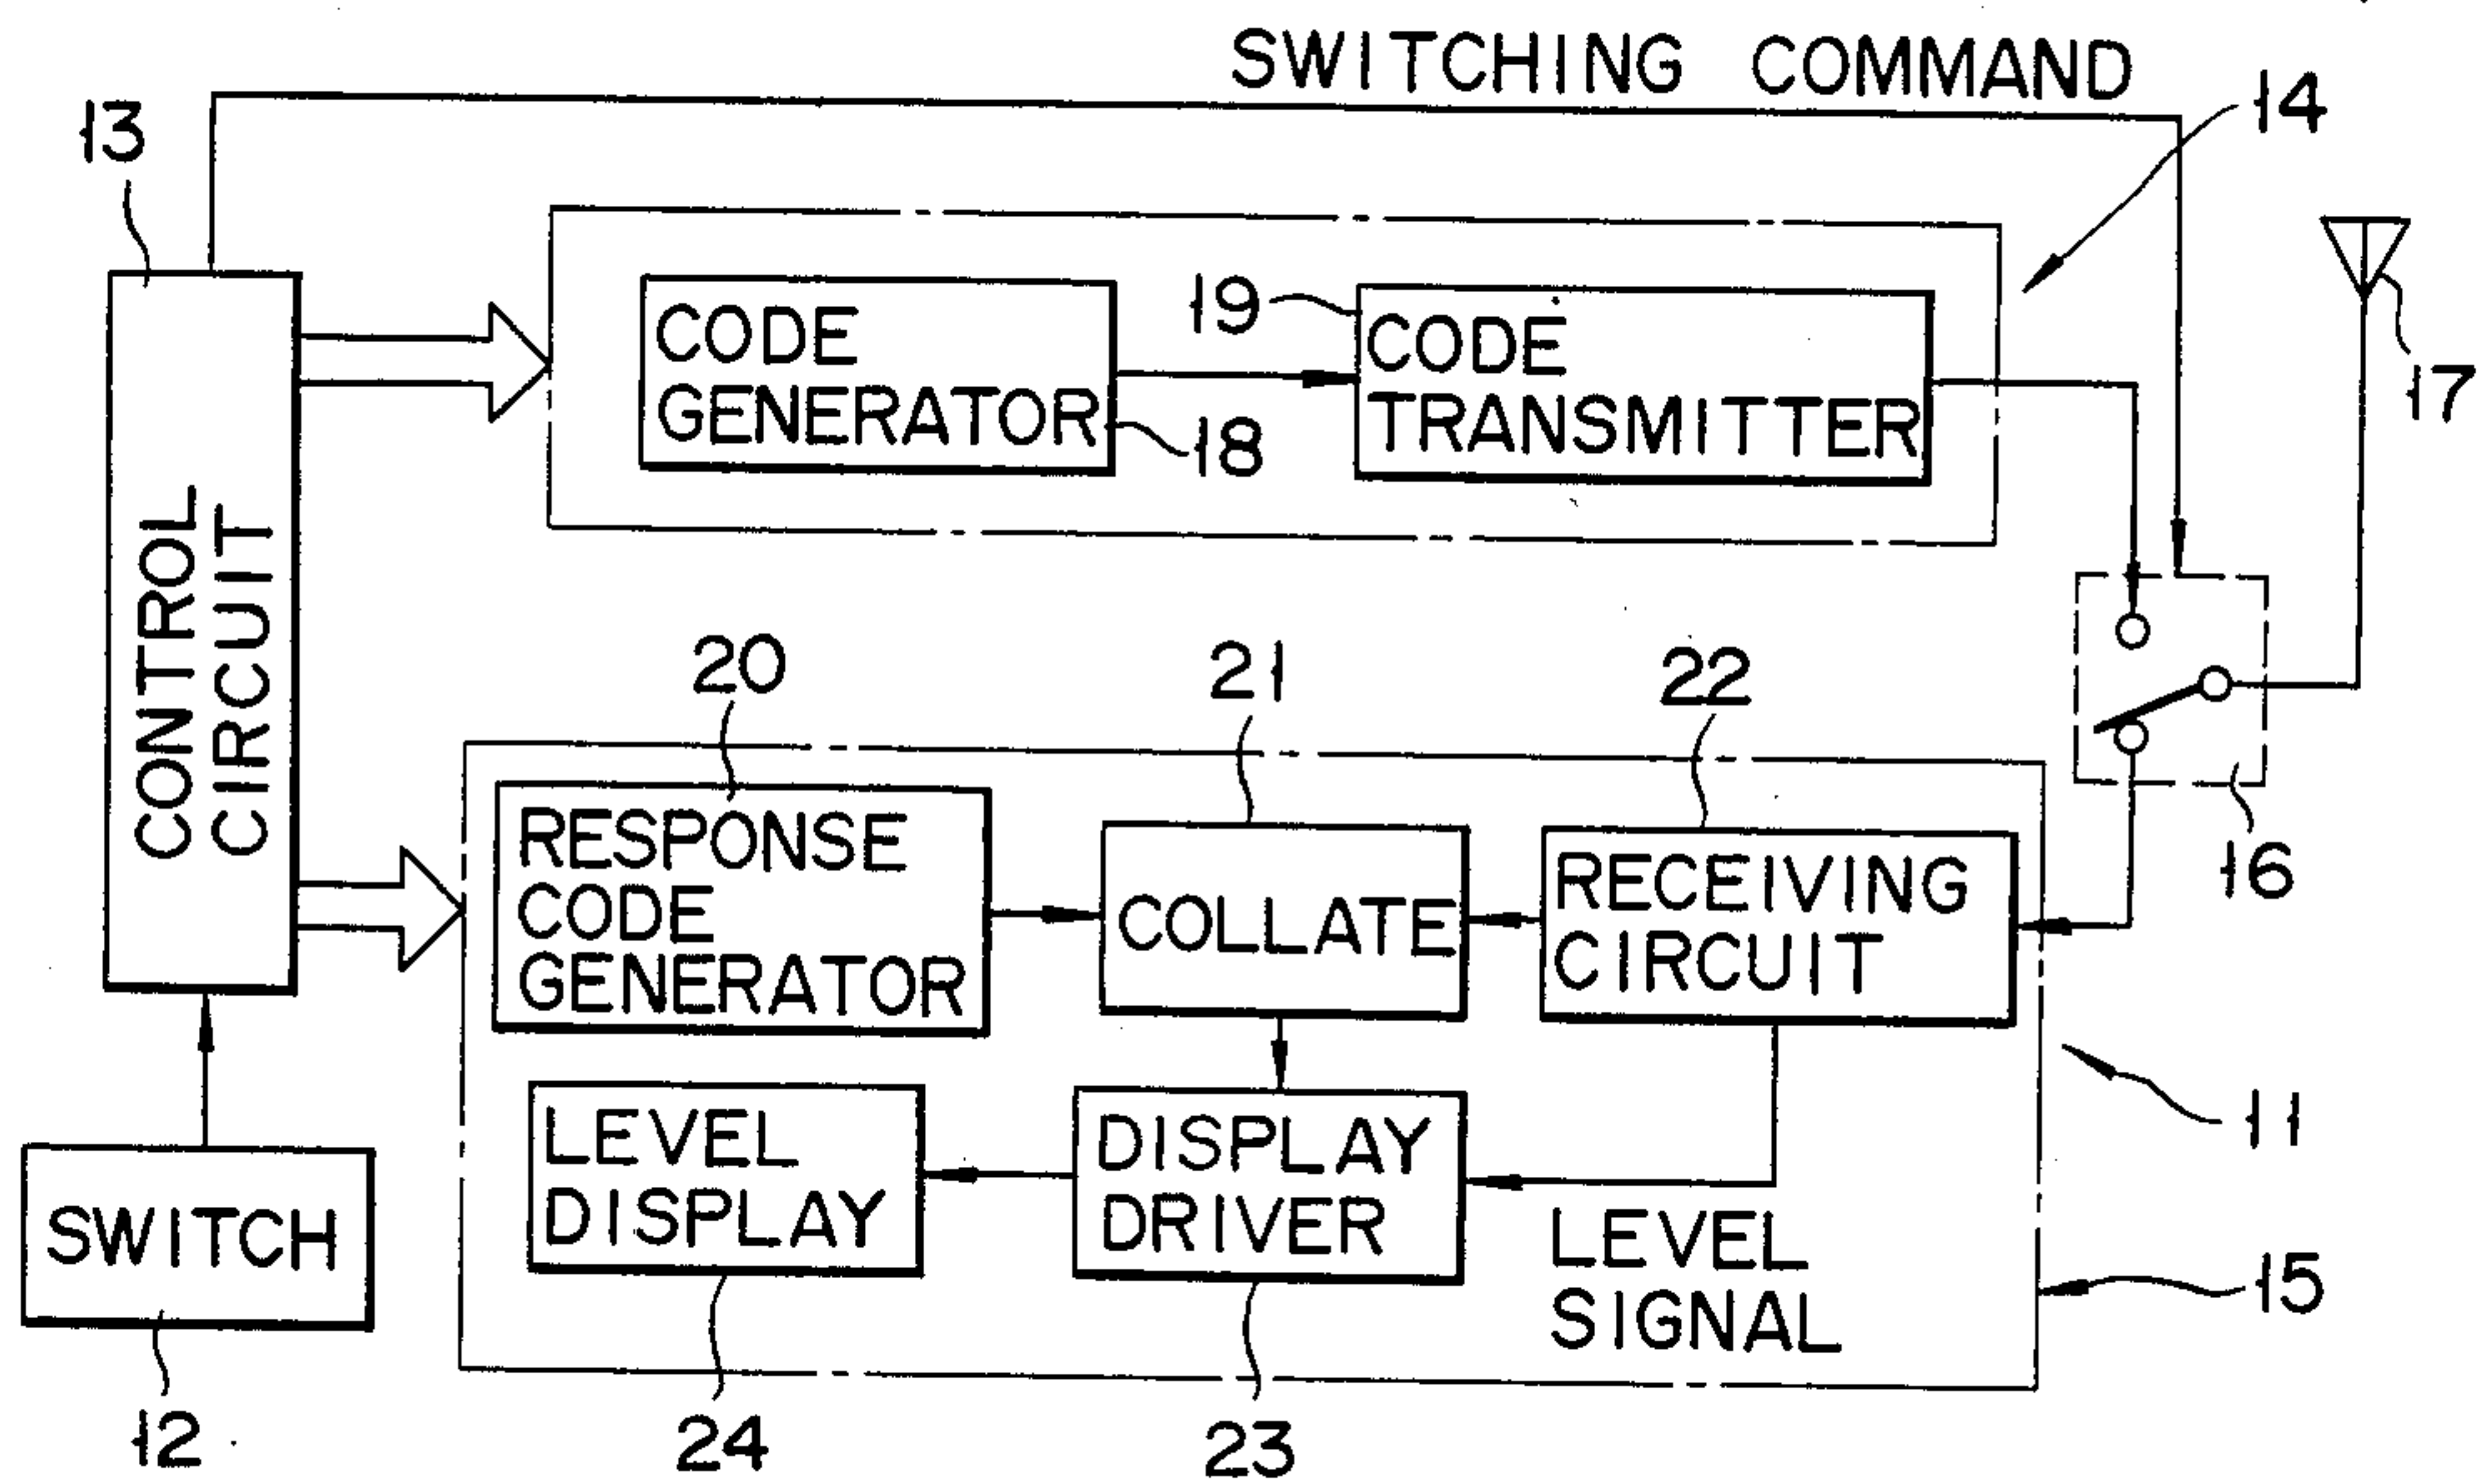 SWITCHING COMMAND
13
14
19
CODE
GENERATOR
CODE
TRANSMITTER
17
18
CONTROL
CIRCUIT
20
21
22
16
RESPONSE
CODE
GENERATOR
COLLATE
RECEIVING
CIRCUIT
11
SWITCH
LEVEL
DISPLAY
DISPLAY
DRIVER
LEVEL
SIGNAL
15
12
24
23